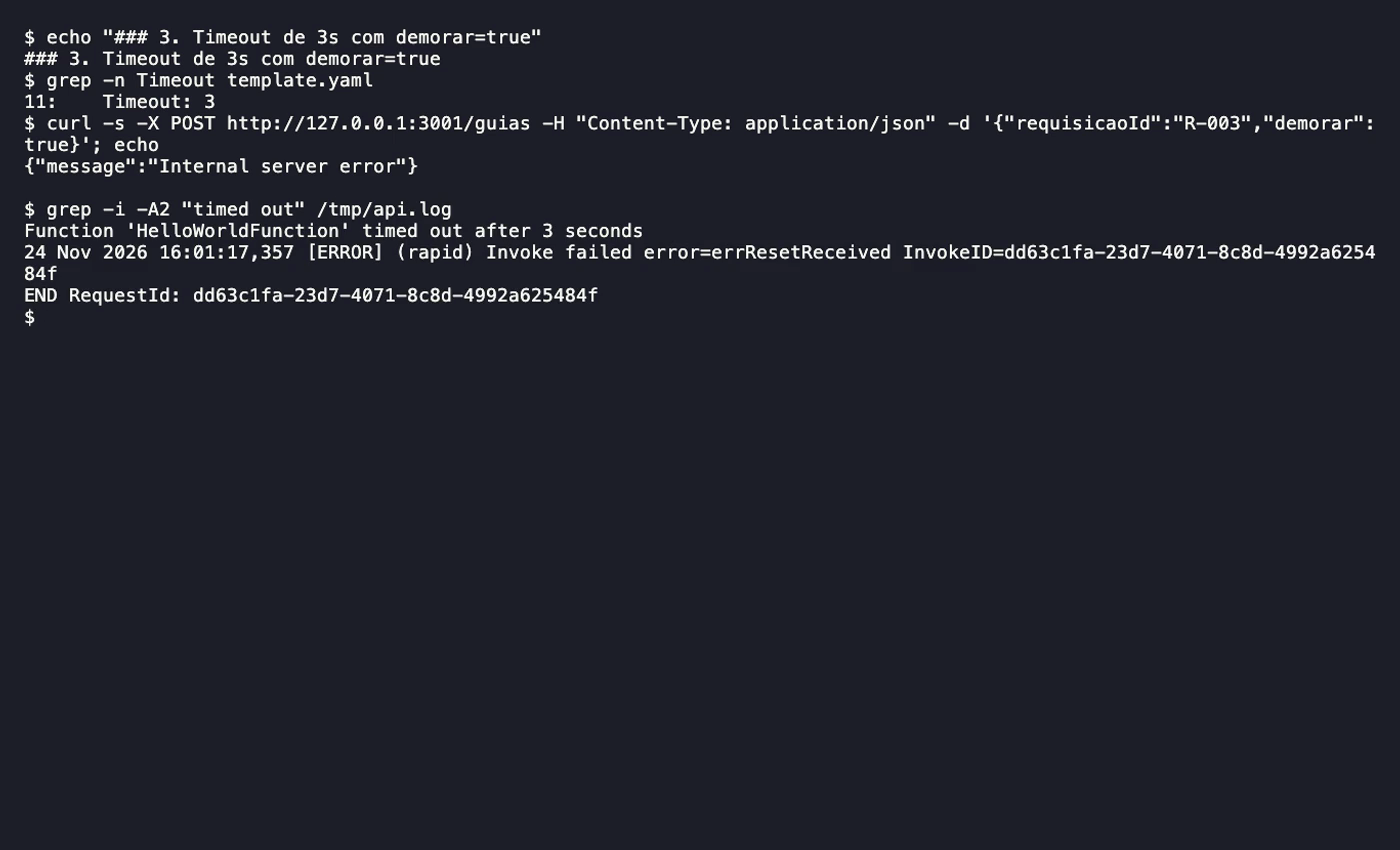 $ echo "### 3. Timeout de 3s com demorar=true"
### 3. Timeout de 3s com demorar=true
$ grep -n Timeout template.yaml
11:    Timeout: 3
$ curl -s -X POST http://127.0.0.1:3001/guias -H "Content-Type: application/json" -d '{"requisicaoId":"R-003","demorar":
true}'; echo
{"message":"Internal server error"}

$ grep -i -A2 "timed out" /tmp/api.log
Function 'HelloWorldFunction' timed out after 3 seconds
24 Nov 2026 16:01:17,357 [ERROR] (rapid) Invoke failed error=errResetReceived InvokeID=dd63c1fa-23d7-4071-8c8d-4992a6254
84f
END RequestId: dd63c1fa-23d7-4071-8c8d-4992a625484f
$